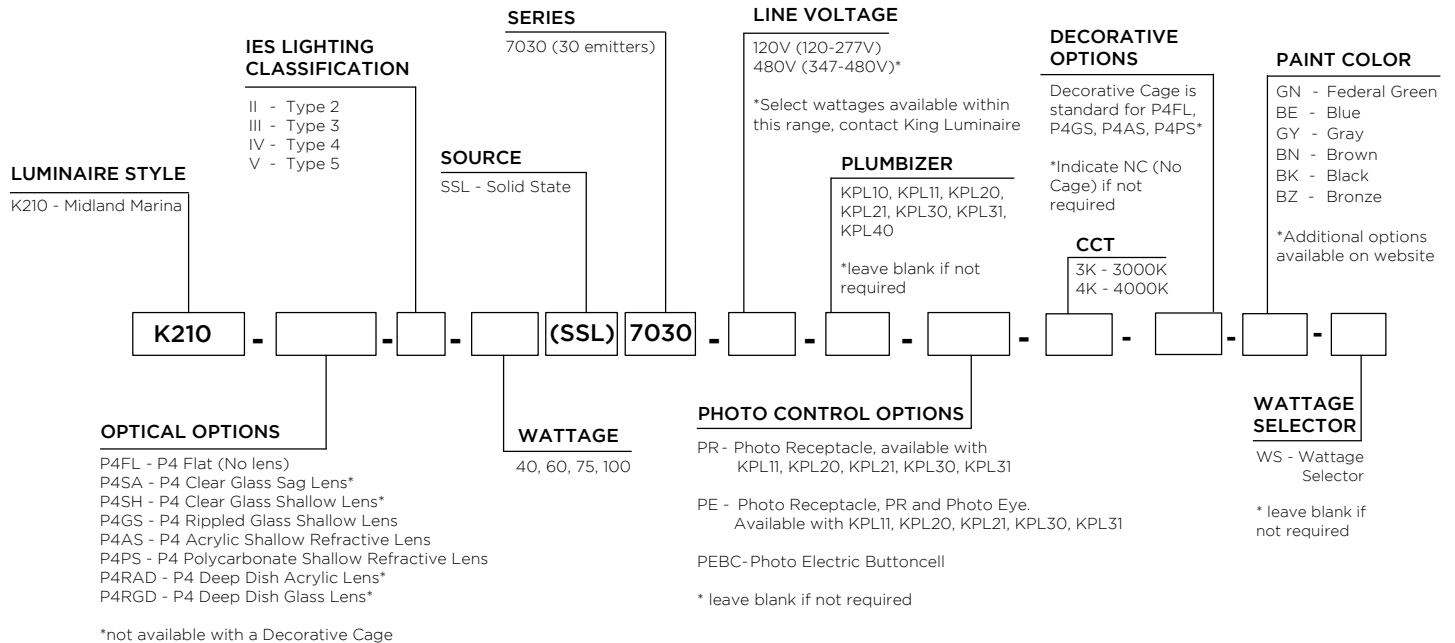 LUMINAIRE STYLE
K210 - Midland Marina
IES LIGHTING
CLASSIFICATION
II - Type 2
III - Type 3
IV - Type 4
V - Type 5
SOURCE
SSL - Solid State
SERIES
7030 (30 emitters)
LINE VOLTAGE
120V (120-277V)
480V (347-480V)*
*Select wattages available within
this range, contact King Luminaire
PLUMBIZER
KPL10, KPL11, KPL20,
KPL21, KPL30, KPL31,
KPL40
*leave blank if not
required
CCT
3K - 3000K
4K - 4000K
DECORATIVE
OPTIONS
Decorative Cage is
standard for P4FL,
P4GS, P4AS, P4PS*
*Indicate NC (No
Cage) if not
required
PAINT COLOR
GN - Federal Green
BE - Blue
GY - Gray
BN - Brown
BK - Black
BZ - Bronze
*Additional options
available on website
K210 - - - (SSL) 7030 - - - - - - -
OPTICAL OPTIONS
P4FL - P4 Flat (No lens)
P4SA - P4 Clear Glass Sag Lens*
P4SH - P4 Clear Glass Shallow Lens*
P4GS - P4 Rippled Glass Shallow Lens
P4AS - P4 Acrylic Shallow Refractive Lens
P4PS - P4 Polycarbonate Shallow Refractive Lens
P4RAD - P4 Deep Dish Acrylic Lens*
P4RGD - P4 Deep Dish Glass Lens*
*not available with a Decorative Cage
WATTAGE
40, 60, 75, 100
PHOTO CONTROL OPTIONS
PR - Photo Receptacle, available with
KPL11, KPL20, KPL21, KPL30, KPL31
PE - Photo Receptacle, PR and Photo Eye.
Available with KPL11, KPL20, KPL21, KPL30, KPL31
PEBC-Photo Electric Buttoncell
* leave blank if not required
WATTAGE
SELECTOR
WS - Wattage
Selector
* leave blank if
not required